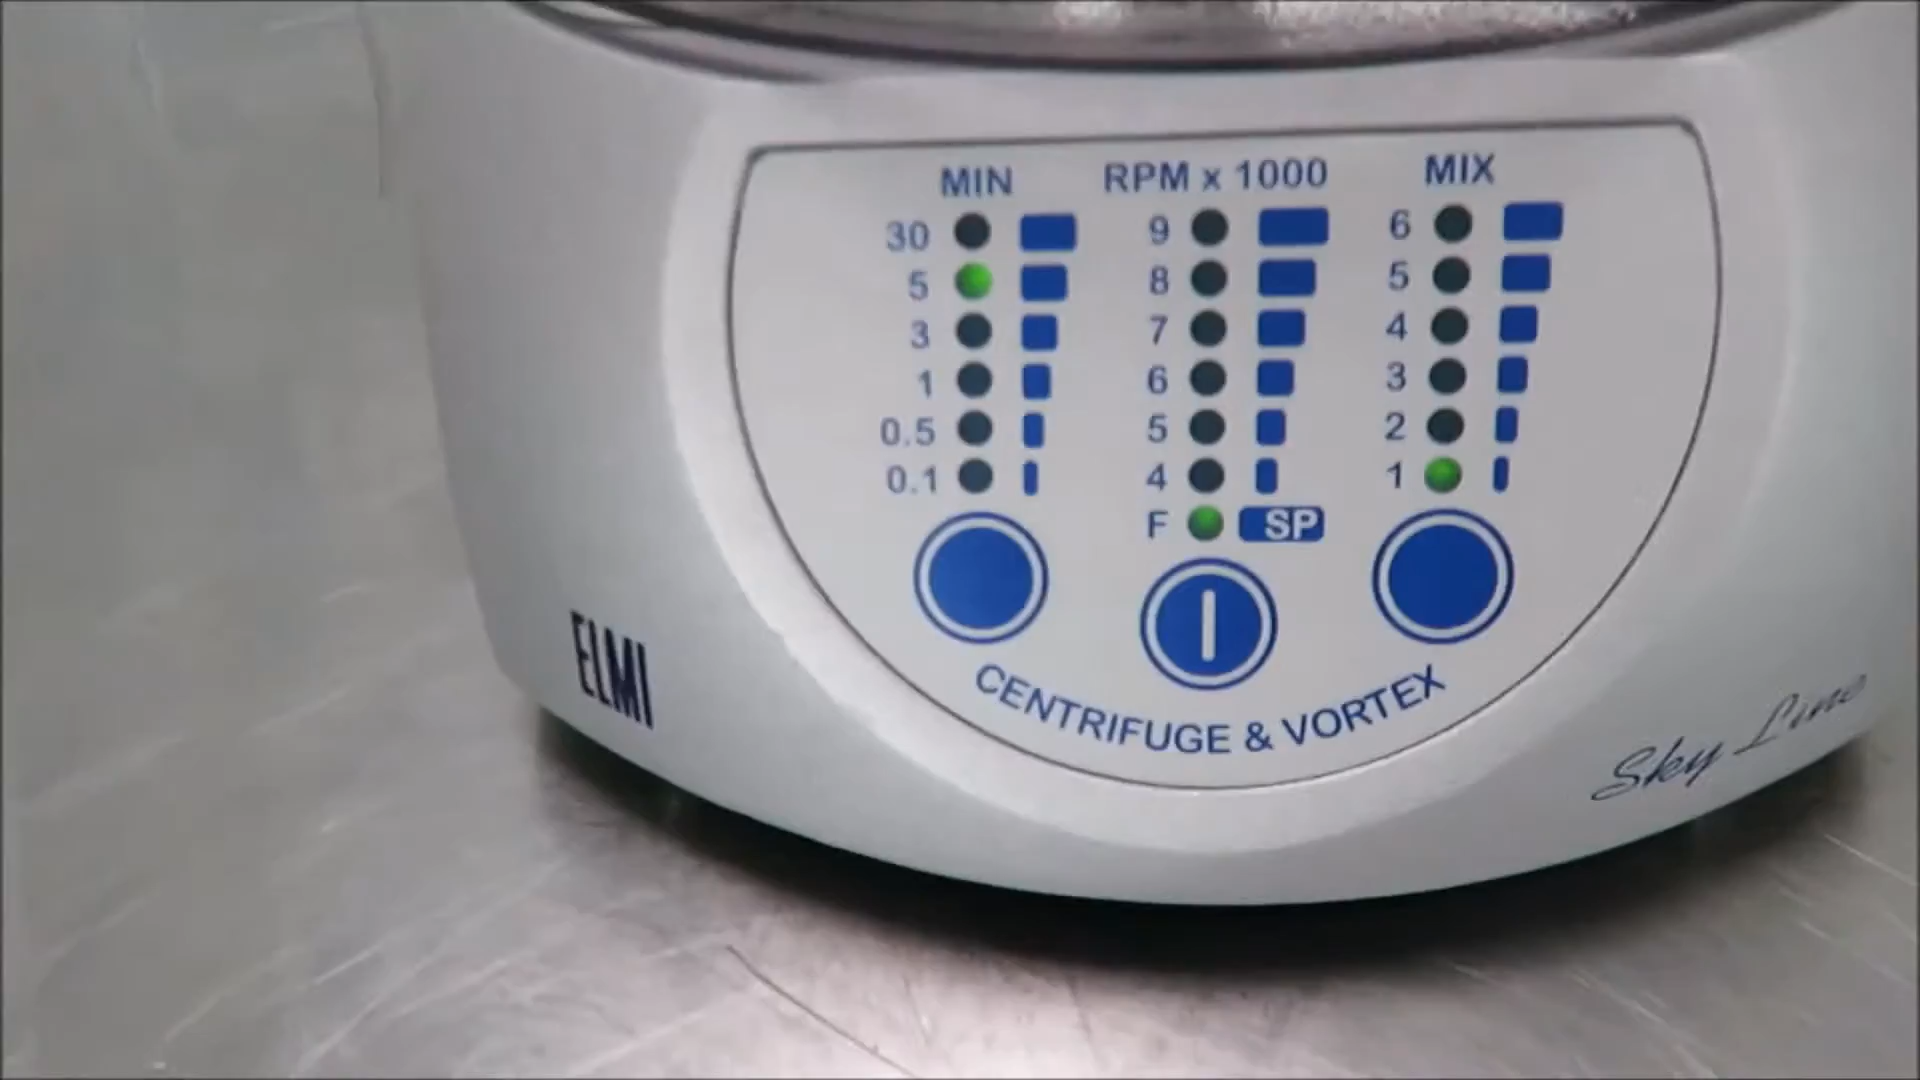 MIN RPM x 1000 MIX
30 9 6
5 8 5
3 7 4
1 6 3
0.5 5 2
0.1 4 1
F SP
CENTRIFUGE & VORTEX
ELMI
Sky Line